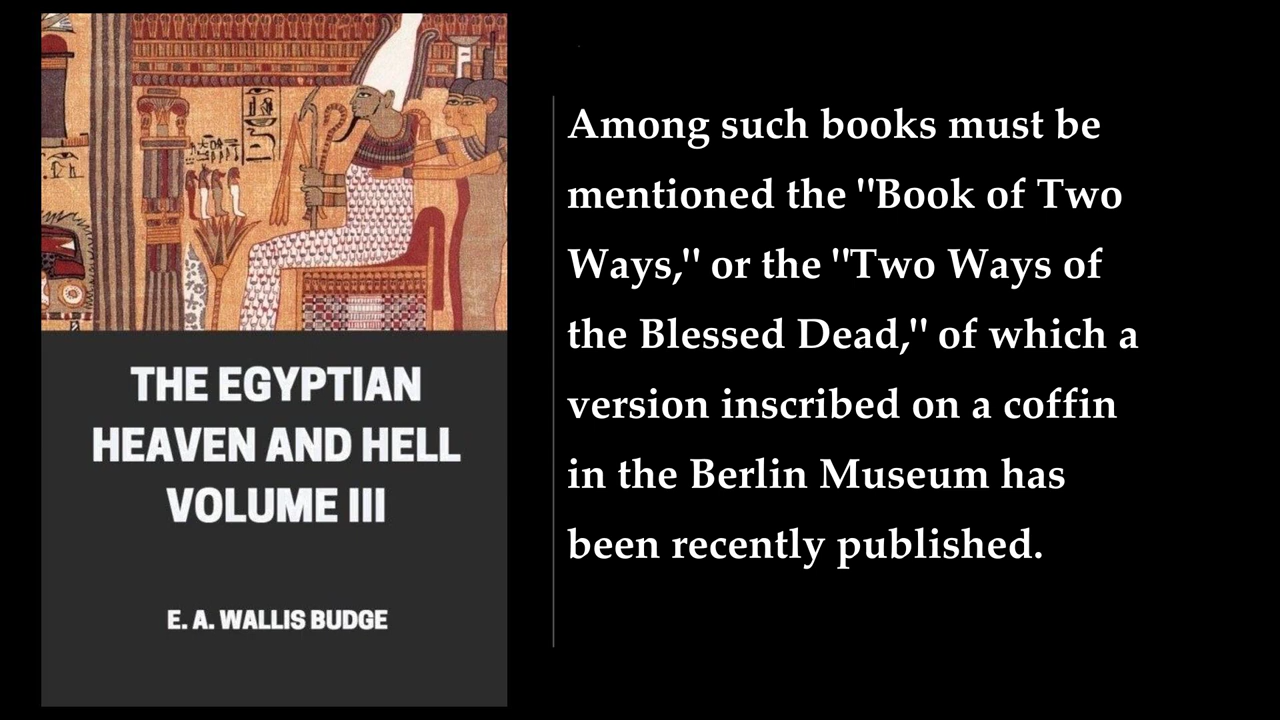 THE EGYPTIAN
HEAVEN AND HELL
VOLUME III
E. A. WALLIS BUDGE
Among such books must be
mentioned the "Book of Two
Ways," or the "Two Ways of
the Blessed Dead," of which a
version inscribed on a coffin
in the Berlin Museum has
been recently published.